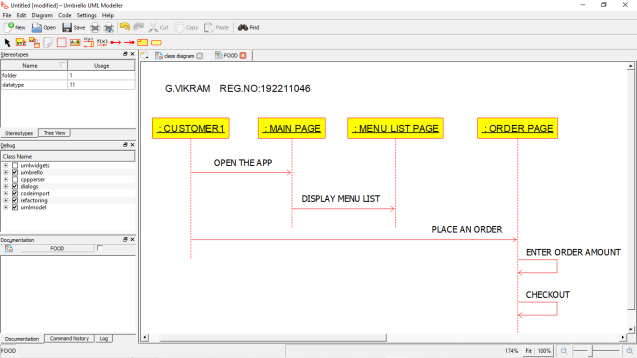 Untitled [modified] – Umbrello UML Modeller
File Edit Diagram Code Settings Help
New Open Save Cut Copy Paste Find
Stereotypes
Name Usage
folder 1
datatype 11
Stereotypes Tree View
Debug
Class Name
umlwidgets
umbrello
cppparser
dialogs
codeimport
refactoring
umlmodel
Documentation
FOOD
Documentation Command history Log
class diagram FOOD
G.VIKRAM REG.NO:192211046
: CUSTOMER1 : MAIN PAGE : MENU LIST PAGE : ORDER PAGE
OPEN THE APP
DISPLAY MENU LIST
PLACE AN ORDER
ENTER ORDER AMOUNT
CHECKOUT
FOOD 174% Fit 100%